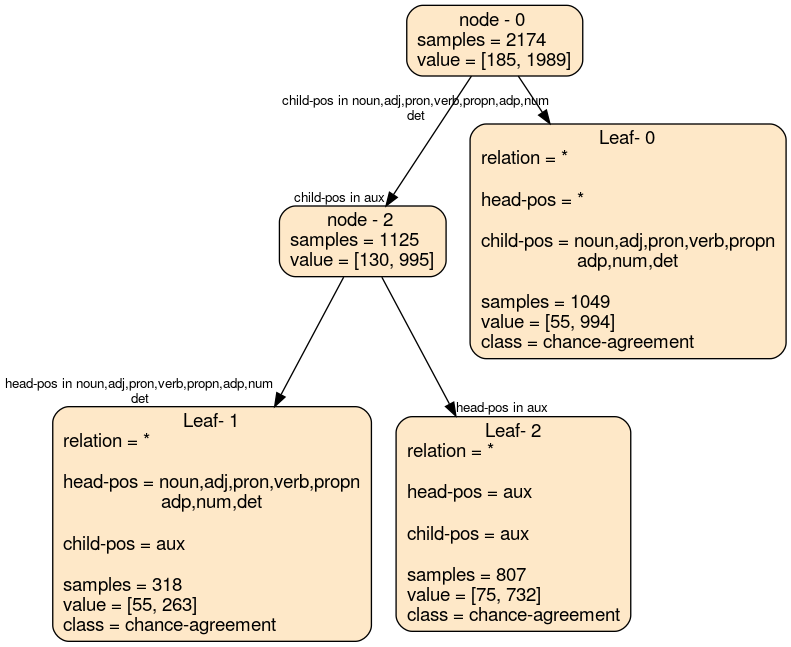 node - 0
samples = 2174
value = [185, 1989]
child-pos in noun,adj,pron,verb,propn,adp,num
det
Leaf- 0
relation = *
head-pos = *
child-pos = noun,adj,pron,verb,propn
adp,num,det
samples = 1049
value = [55, 994]
class = chance-agreement
child-pos in aux
node - 2
samples = 1125
value = [130, 995]
head-pos in noun,adj,pron,verb,propn,adp,num
det
Leaf- 1
relation = *
head-pos = noun,adj,pron,verb,propn
adp,num,det
child-pos = aux
samples = 318
value = [55, 263]
class = chance-agreement
head-pos in aux
Leaf- 2
relation = *
head-pos = aux
child-pos = aux
samples = 807
value = [75, 732]
class = chance-agreement